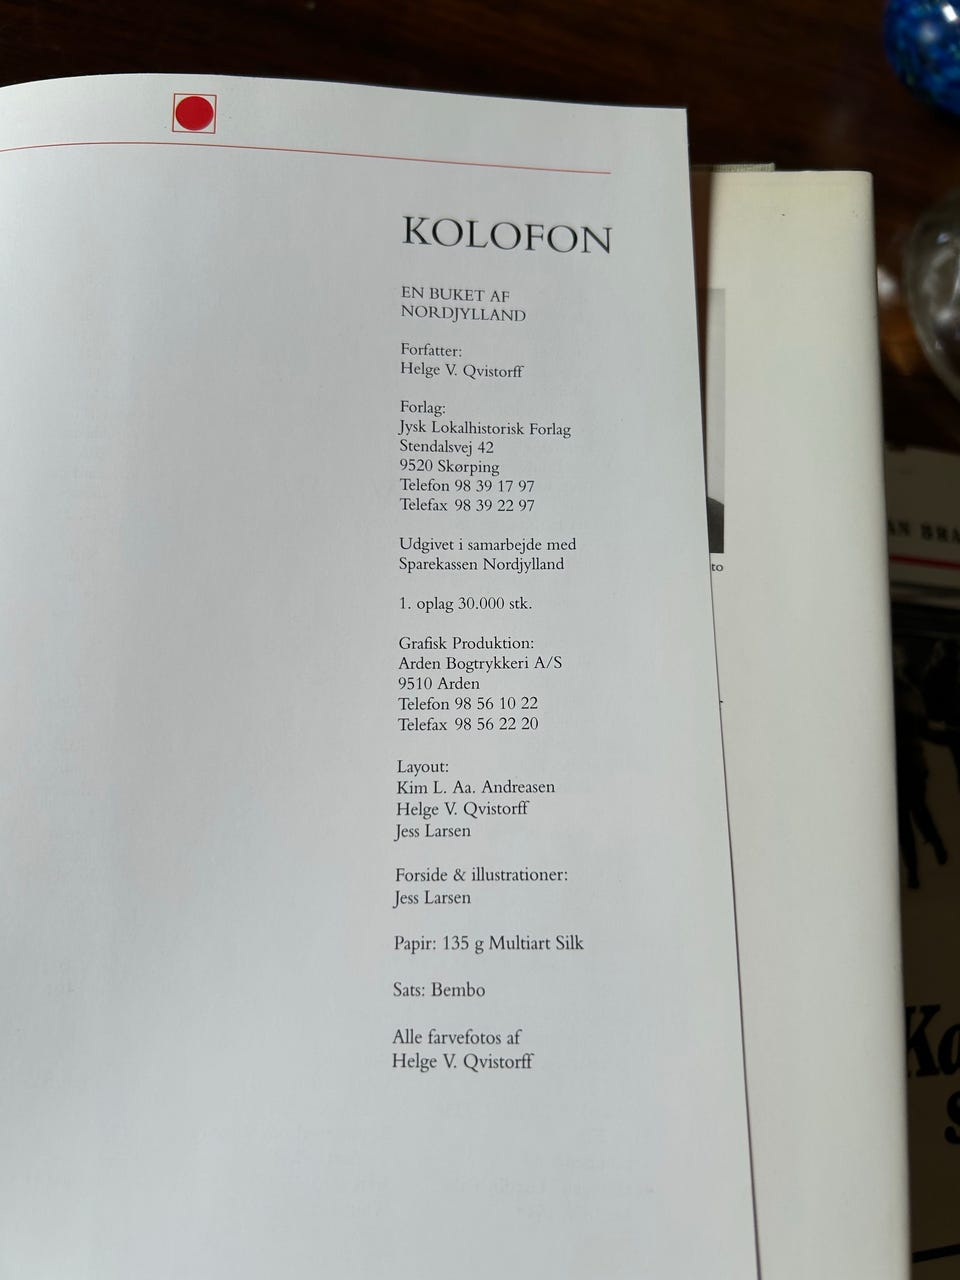 KOLOFON
EN BUKET AF
NORDJYLLAND
Forfatter:
Helge V. Qvistorff
Forlag:
Jysk Lokalhistorisk Forlag
Stendalsvej 42
9520 Skørping
Telefon 98 39 17 97
Telefax 98 39 22 97
Udgivet i samarbejde med
Sparekassen Nordjylland
1. oplag 30.000 stk.
Grafisk Produktion:
Arden Bogtrykkeri A/S
9510 Arden
Telefon 98 56 10 22
Telefax 98 56 22 20
Layout:
Kim L. Aa. Andreasen
Helge V. Qvistorff
Jess Larsen
Forside & illustrationer:
Jess Larsen
Papir: 135 g Multiart Silk
Sats: Bembo
Alle farvefotos af
Helge V. Qvistorff
to